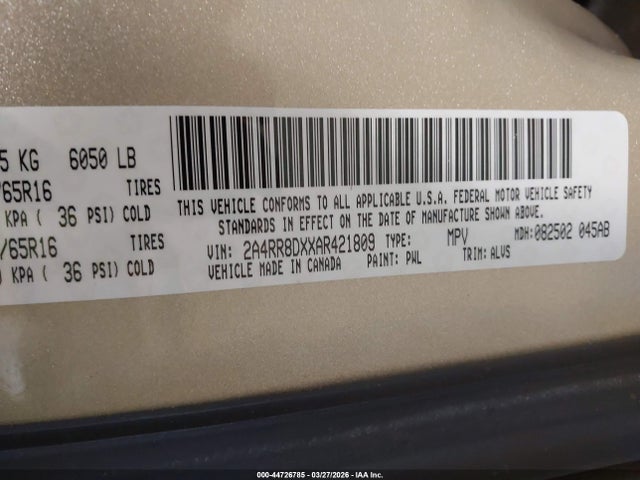 5 KG 6050 LB
/65R16 TIRES
KPA ( 36 PSI) COLD
/65R16 TIRES
KPA ( 36 PSI) COLD
THIS VEHICLE CONFORMS TO ALL APPLICABLE U.S.A. FEDERAL MOTOR VEHICLE SAFETY
STANDARDS IN EFFECT ON THE DATE OF MANUFACTURE SHOWN ABOVE.
VIN: 2A4RR8DXXAR421809 TYPE: MPV MDH: 082502 045AB
VEHICLE MADE IN CANADA PAINT: PWL TRIM: ALVS
000-44726785 - 03/27/2026 - © IAA Inc.